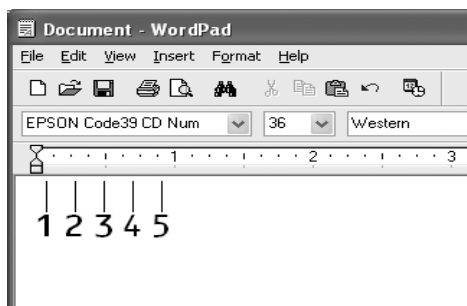 Document - WordPad
File Edit View Insert Format Help
EPSON Code39 CD Num 36 Western
1 2 3
1 2 3 4 5